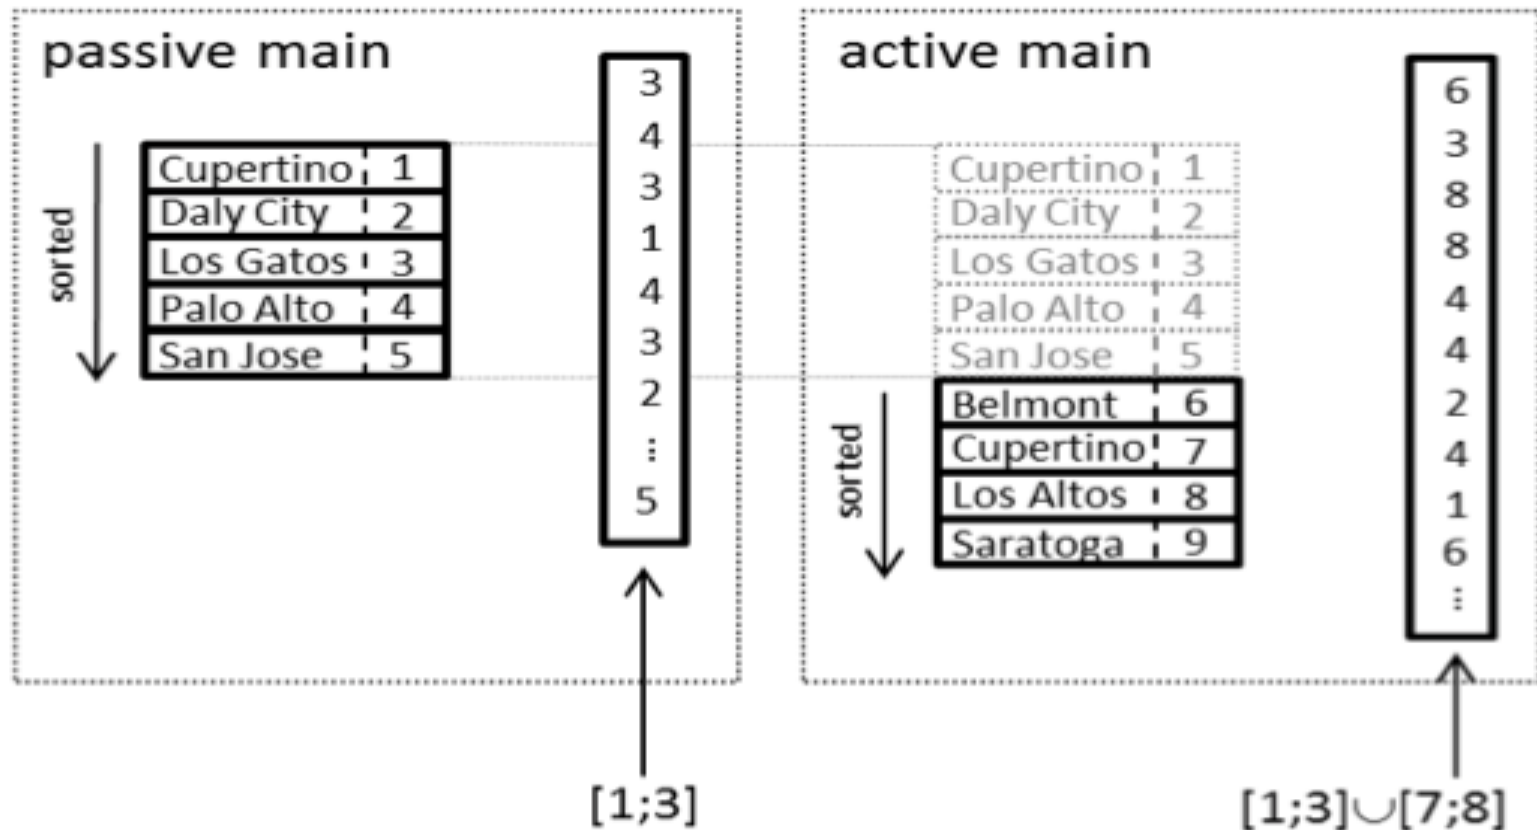 passive main
sorted
Cupertino 1
Daly City 2
Los Gatos 3
Palo Alto 4
San Jose 5
3
4
3
1
4
3
2
...
5
[1;3]
active main
Cupertino 1
Daly City 2
Los Gatos 3
Palo Alto 4
San Jose 5
sorted
Belmont 6
Cupertino 7
Los Altos 8
Saratoga 9
6
3
8
8
4
4
2
4
1
6
...
[1;3]∪[7;8]